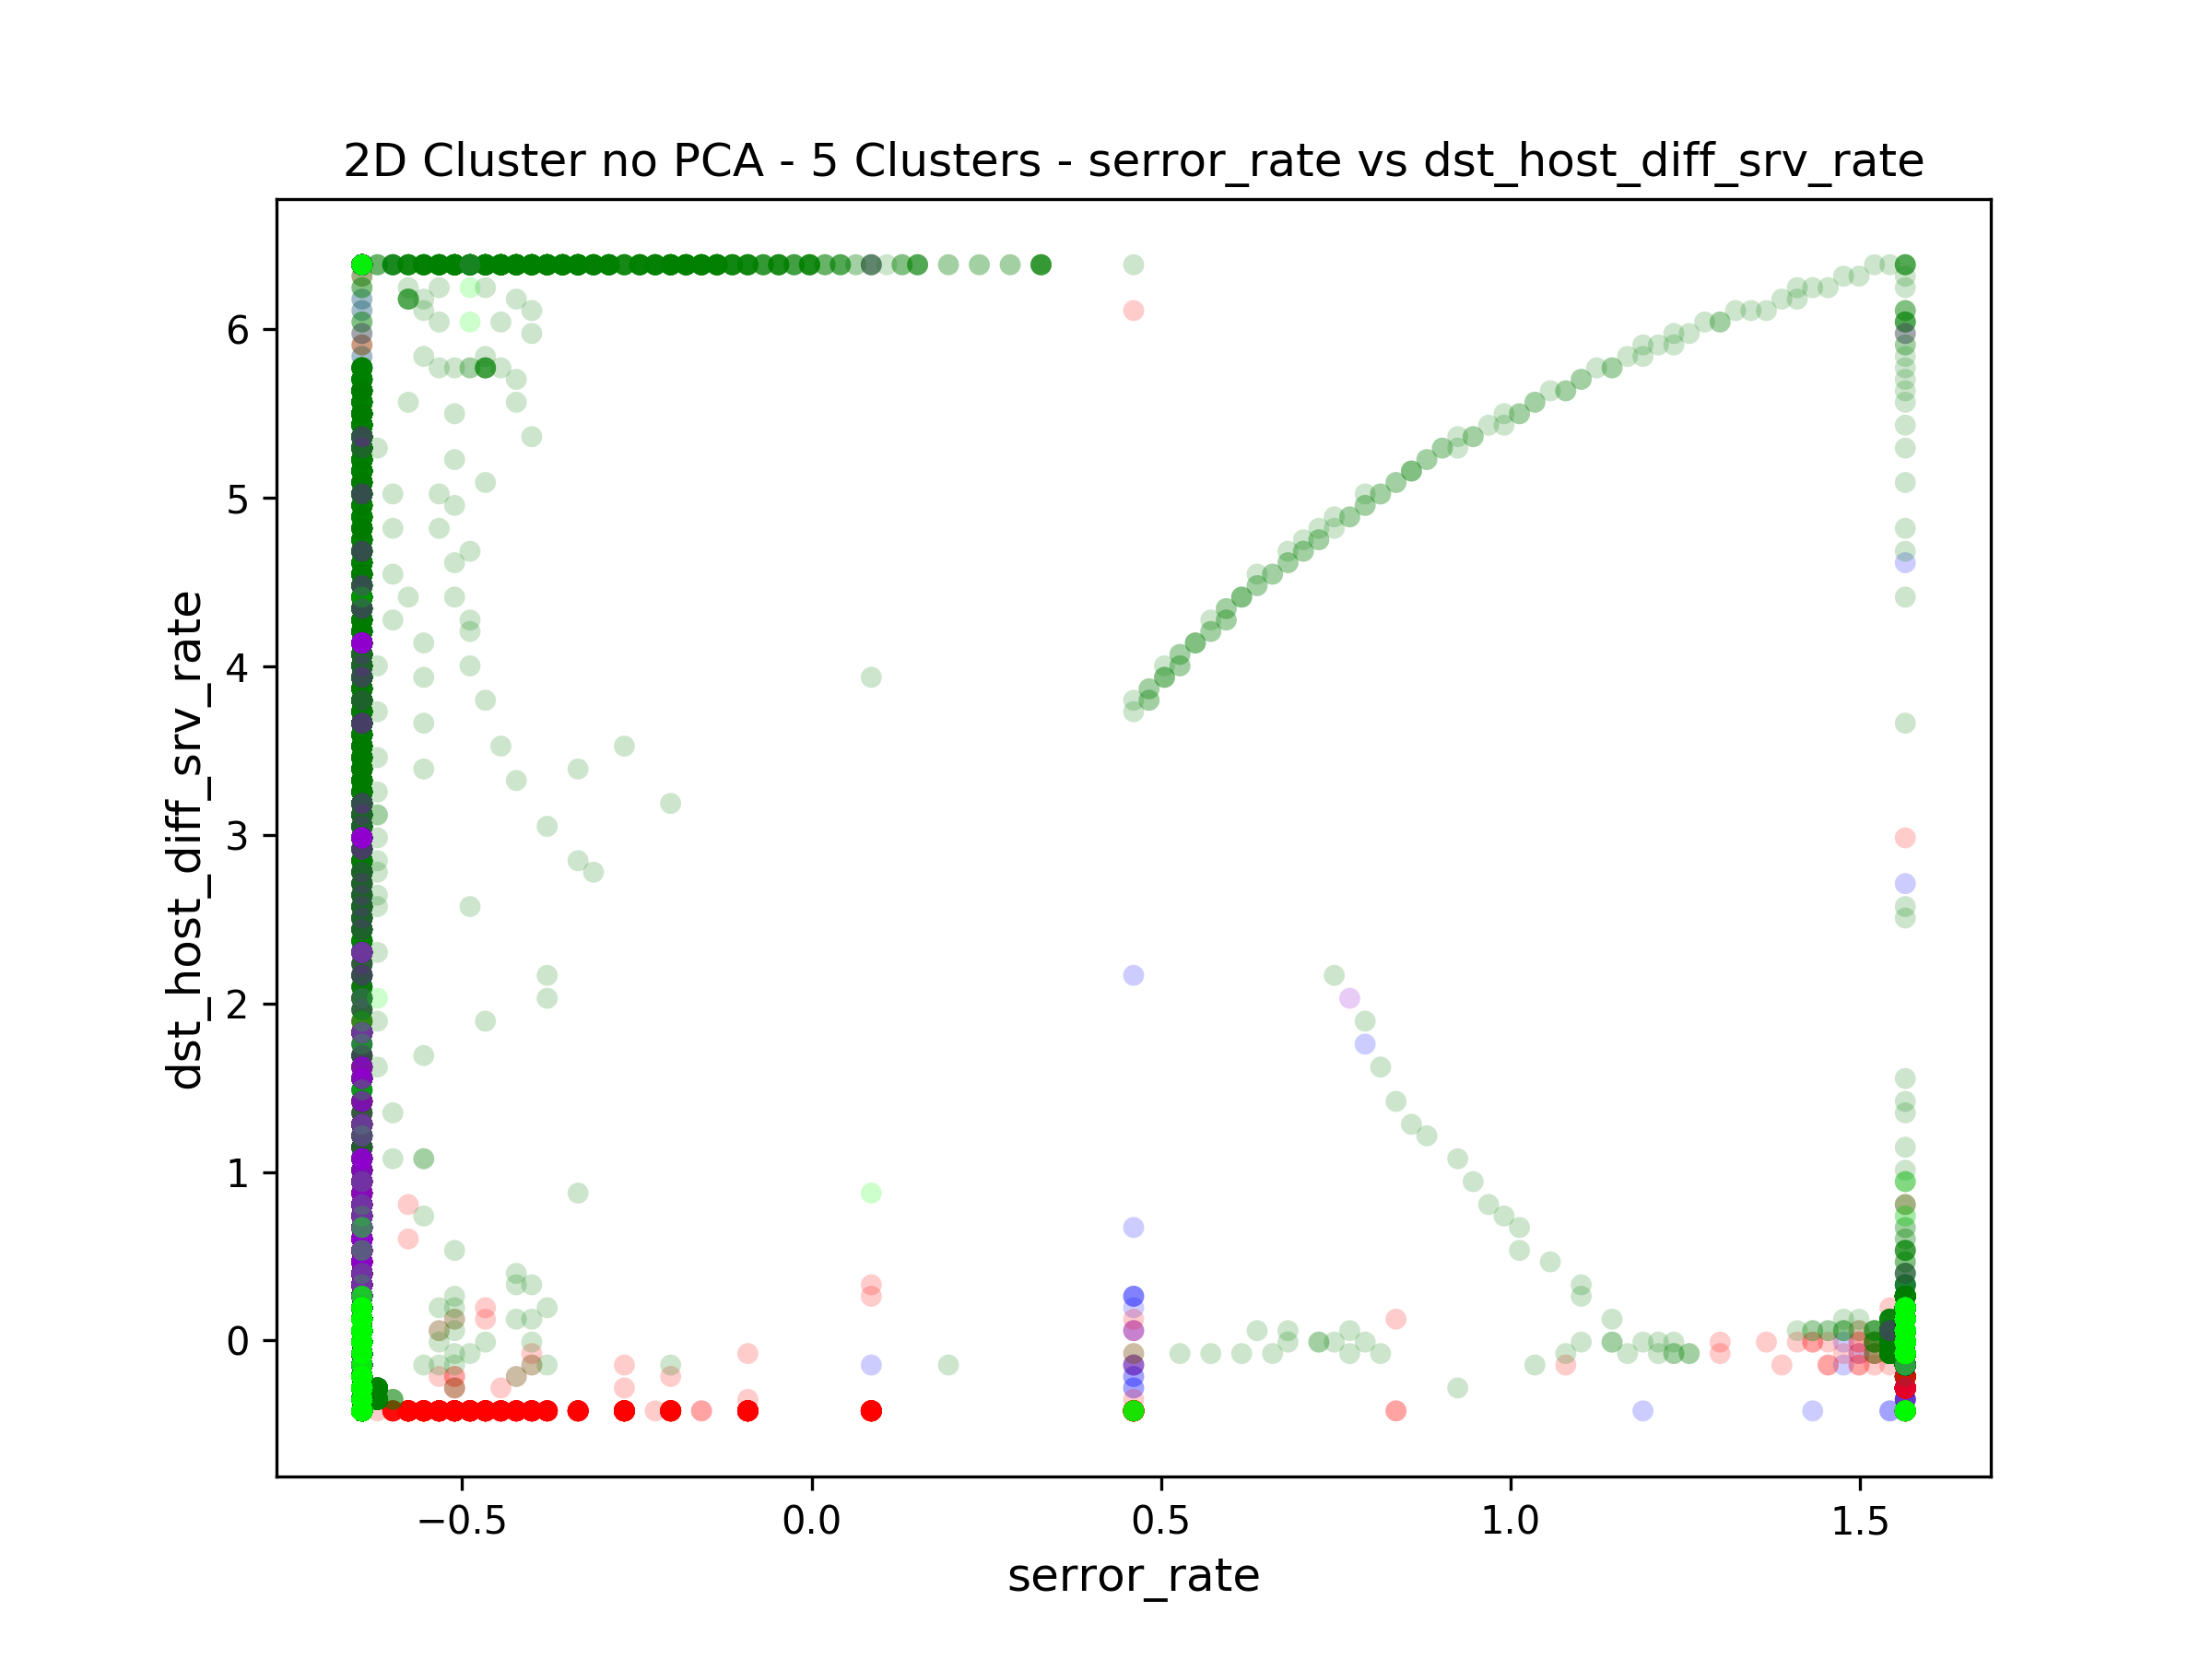 2D Cluster no PCA - 5 Clusters - serror_rate vs dst_host_diff_srv_rate
6
5
4
3
2
1
0
dst_host_diff_srv_rate
−0.5 0.0 0.5 1.0 1.5
serror_rate